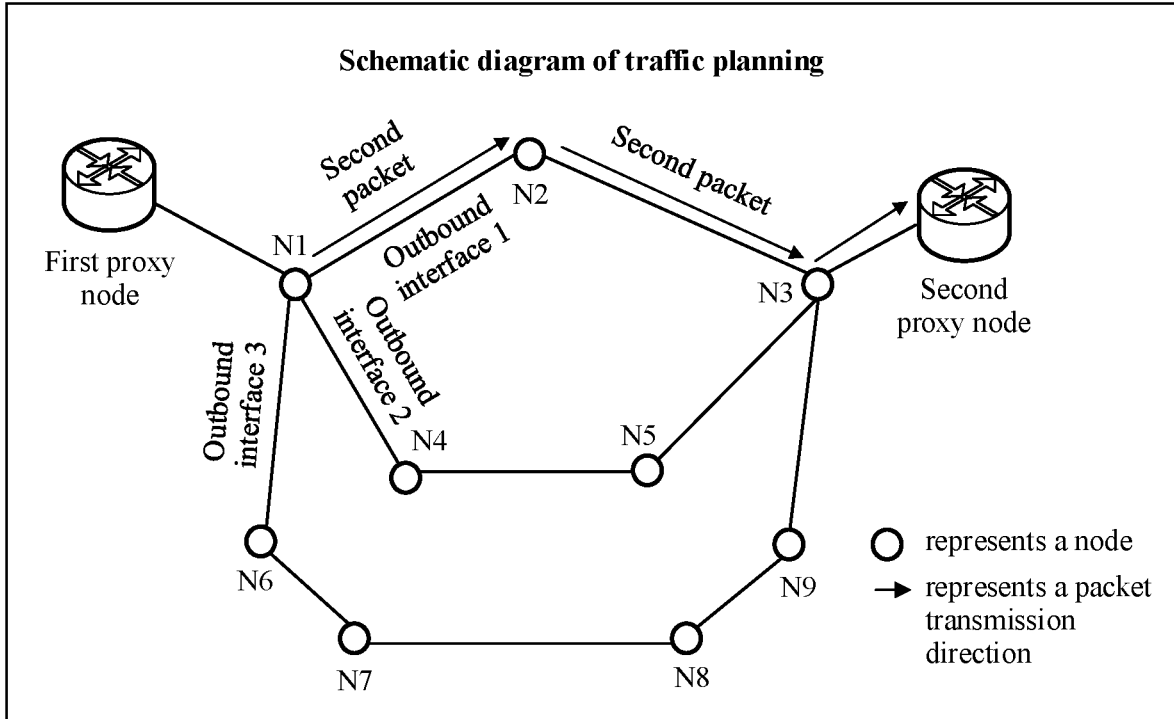 Schematic diagram of traffic planning
Second
packet
Second packet
N2
Outbound
interface 1
N1
First proxy
node
N3
Second
proxy node
Outbound
interface 2
Outbound
interface 3
N4
N5
represents a node
N6
N9
represents a packet
transmission
direction
N7
N8